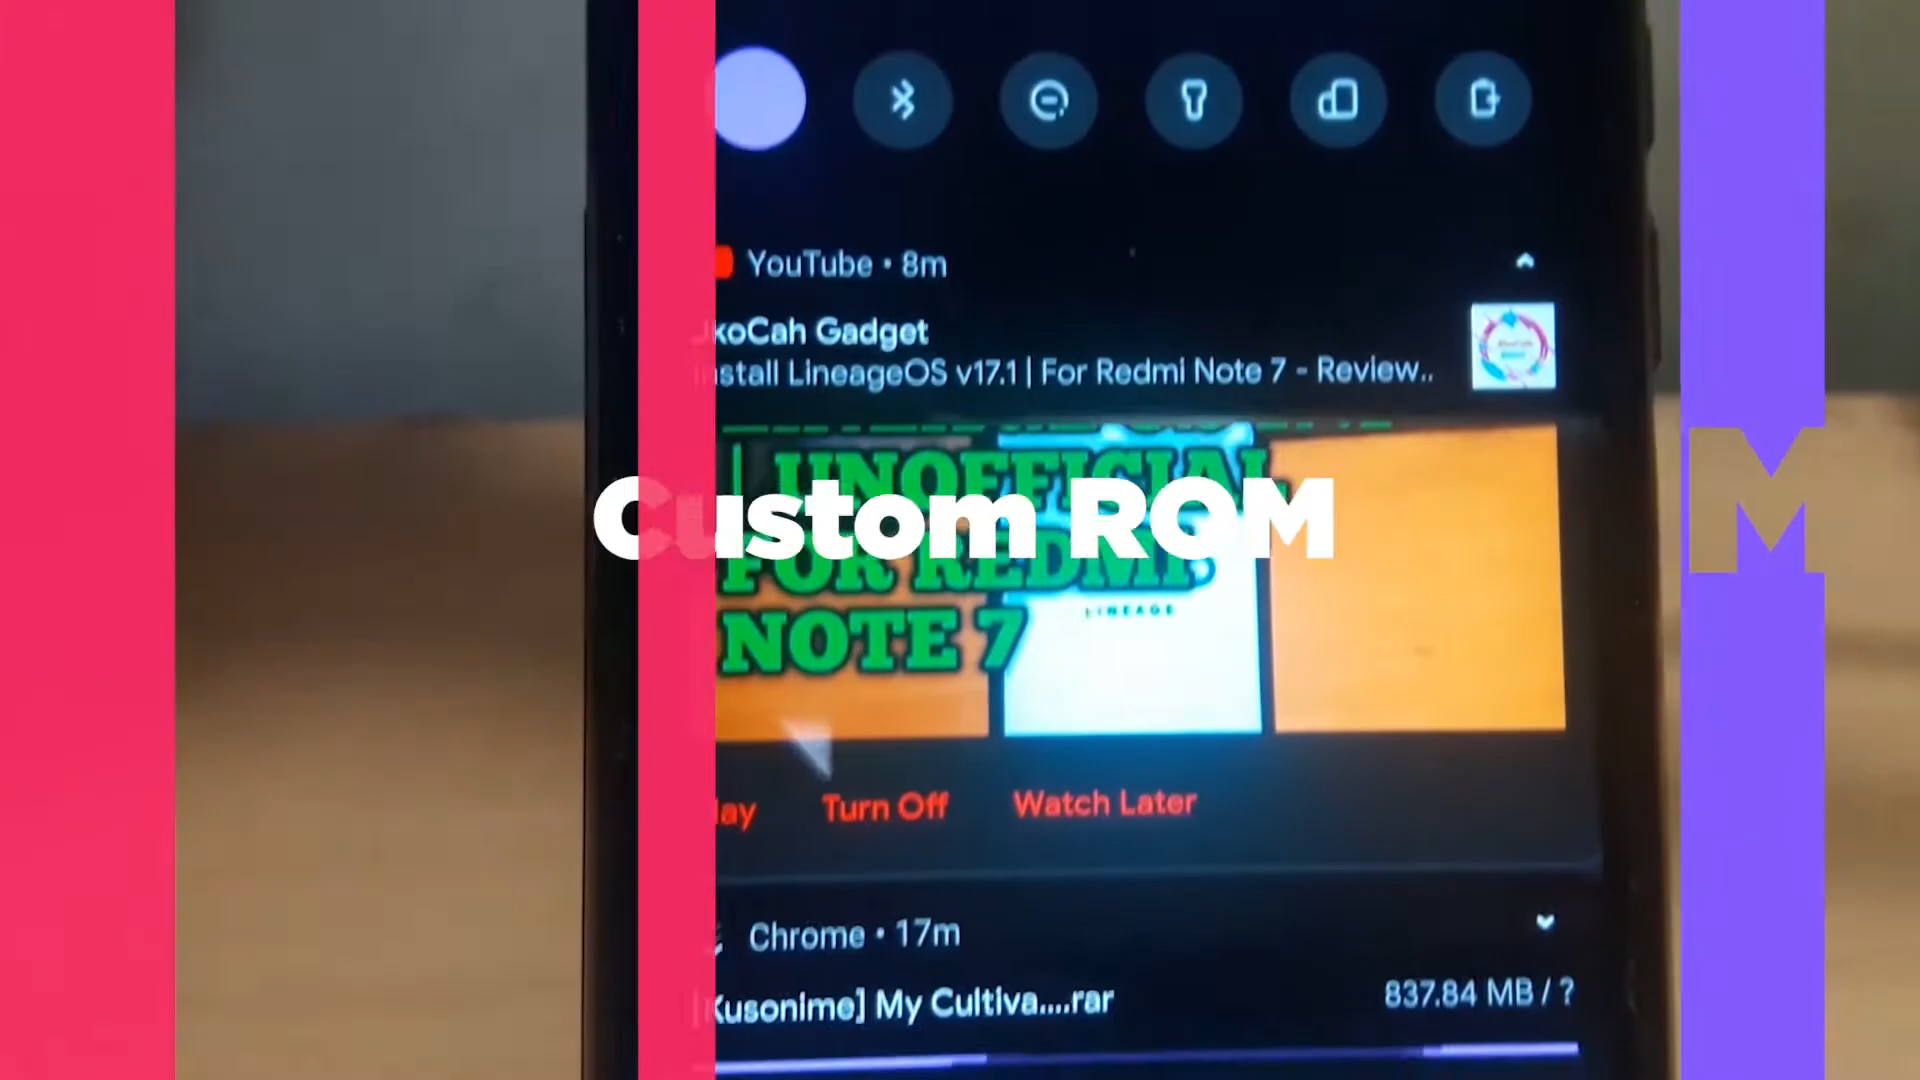 YouTube • 8m
koCah Gadget
nstall LineageOS v17.1 | For Redmi Note 7 - Review..
| UNOFFICIAL
Custom ROM
M
FOR REDMI
NOTE 7
LINEAGE
lay Turn Off Watch Later
Chrome • 17m
[Kusonime] My Cultiva....rar 837.84 MB / ?